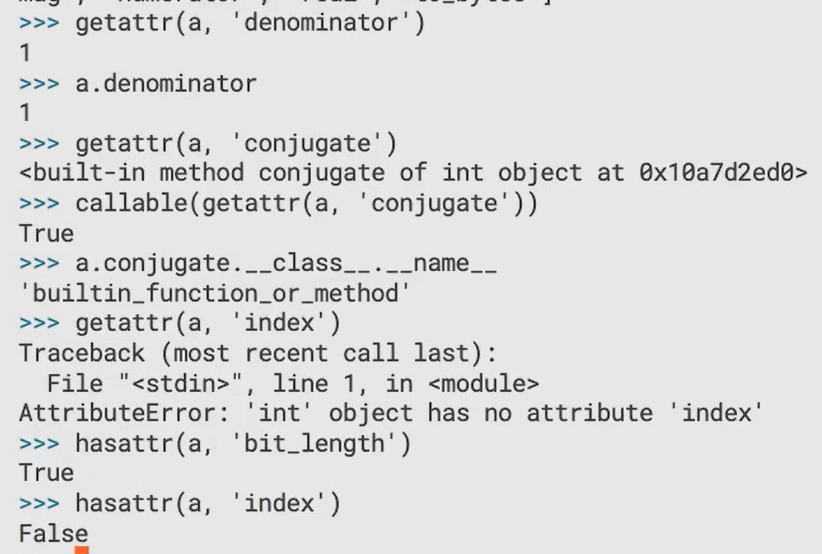 >>> getattr(a, 'denominator')
1
>>> a.denominator
1
>>> getattr(a, 'conjugate')
<built-in method conjugate of int object at 0x10a7d2ed0>
>>> callable(getattr(a, 'conjugate'))
True
>>> a.conjugate.__class__.__name__
'builtin_function_or_method'
>>> getattr(a, 'index')
Traceback (most recent call last):
  File "<stdin>", line 1, in <module>
AttributeError: 'int' object has no attribute 'index'
>>> hasattr(a, 'bit_length')
True
>>> hasattr(a, 'index')
False